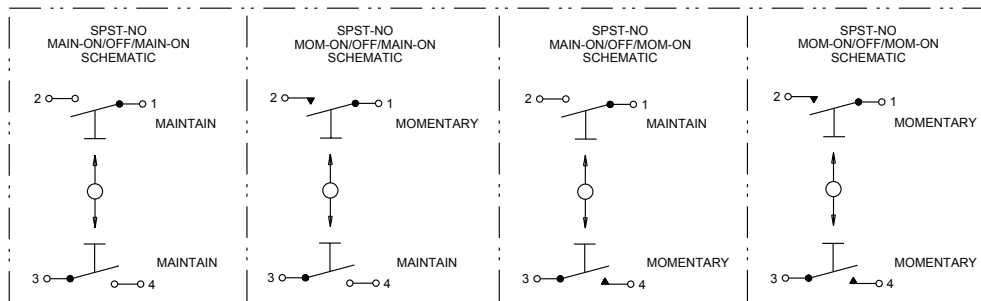 SPST-NO
MAIN-ON/OFF/MAIN-ON
SCHEMATIC
2
1
MAINTAIN
3
4
MAINTAIN
SPST-NO
MOM-ON/OFF/MAIN-ON
SCHEMATIC
2
1
MOMENTARY
3
4
MAINTAIN
SPST-NO
MAIN-ON/OFF/MOM-ON
SCHEMATIC
2
1
MAINTAIN
3
4
MOMENTARY
SPST-NO
MOM-ON/OFF/MOM-ON
SCHEMATIC
2
1
MOMENTARY
3
4
MOMENTARY